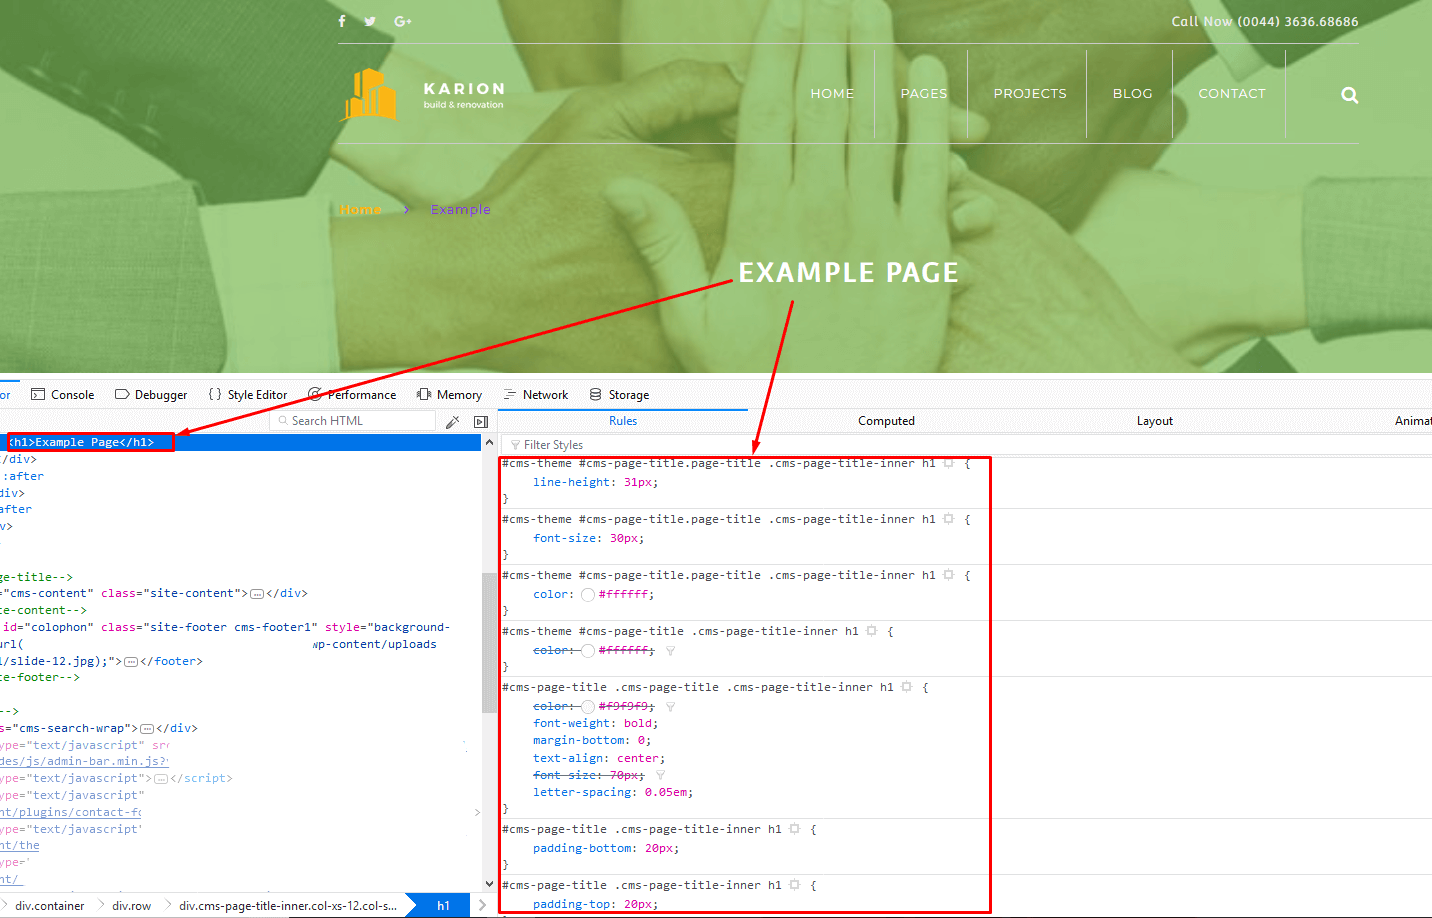 Call Now (0044) 3636.68686
KARION
build & renovation
HOME
PAGES
PROJECTS
BLOG
CONTACT
Home > Example
EXAMPLE PAGE
or
Console
Debugger
{} Style Editor
Performance
Memory
Network
Storage
Search HTML
<h1>Example Page</h1>
:/div>
:after
div>
after
v>
ge-title-->
="cms-content" class="site-content"></div>
te-content-->
id="colophon" class="site-footer cms-footer1" style="background-
url( wp-content/uploads
l/slide-12.jpg);"></footer>
te-footer-->
-->
s="cms-search-wrap"></div>
ype="text/javascript" src
des/js/admin-bar.min.js?
ype="text/javascript"></script>
ype="text/javascript"
nt/plugins/contact-fo
ype="text/javascript"
nt/the
ype=
nt/
div.container
div.row
div.cms-page-title-inner.col-xs-12.col-s...
h1
Rules
Computed
Layout
Animat
Filter Styles
#cms-theme #cms-page-title.page-title .cms-page-title-inner h1 {
line-height: 31px;
}
#cms-theme #cms-page-title.page-title .cms-page-title-inner h1 {
font-size: 30px;
}
#cms-theme #cms-page-title.page-title .cms-page-title-inner h1 {
color: #ffffff;
}
#cms-theme #cms-page-title .cms-page-title-inner h1 {
color: #ffffff;
}
#cms-page-title .cms-page-title .cms-page-title-inner h1 {
color: #f9f9f9;
font-weight: bold;
margin-bottom: 0;
text-align: center;
font-size: 70px;
letter-spacing: 0.05em;
}
#cms-page-title .cms-page-title-inner h1 {
padding-bottom: 20px;
}
#cms-page-title .cms-page-title-inner h1 {
padding-top: 20px;